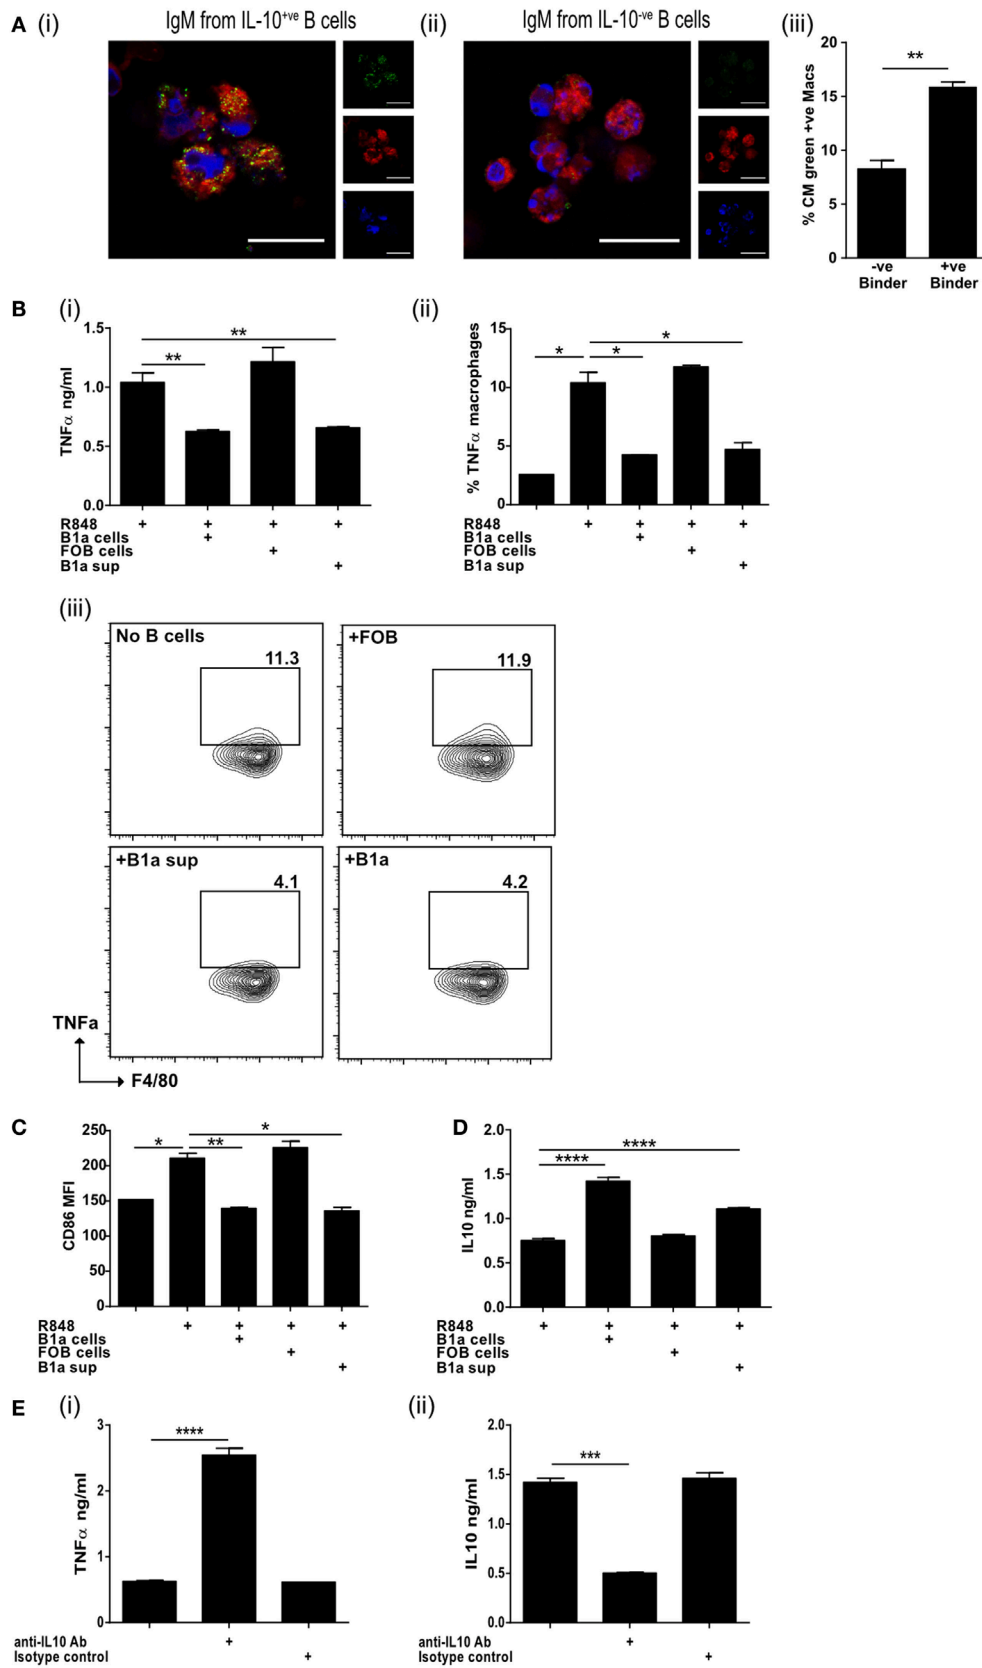 A (i) IgM from IL-10+ve B cells (ii) IgM from IL-10-ve B cells (iii)
20
15
10
5
0
% CM green +ve Macs
**
-ve Binder
+ve Binder
B (i)
TNFα ng/ml
1.5
1.0
0.5
0.0
**
**
R848 + + + +
B1a cells +
FOB cells +
B1a sup +
(ii)
% TNFα macrophages
15
10
5
0
*
* *
R848 + + + +
B1a cells +
FOB cells +
B1a sup +
(iii)
No B cells
11.3
+FOB
11.9
+B1a sup
4.1
+B1a
4.2
TNFa
F4/80
C
CD86 MFI
250
200
150
100
50
0
*
* **
R848 + + + +
B1a cells +
FOB cells +
B1a sup +
D
IL10 ng/ml
2.0
1.5
1.0
0.5
0.0
****
****
R848 + + + +
B1a cells +
FOB cells +
B1a sup +
E (i)
TNFα ng/ml
3
2
1
0
****
anti-IL10 Ab +
Isotype control +
(ii)
IL10 ng/ml
2.0
1.5
1.0
0.5
0.0
***
anti-IL10 Ab +
Isotype control +